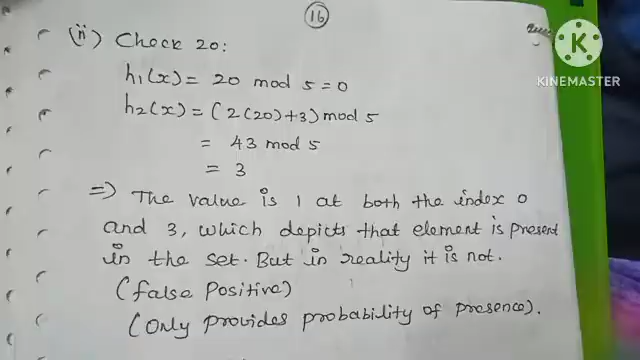 16
(ii) Check 20:
h₁(x) = 20 mod 5 = 0
h₂(x) = (2(20)+3) mod 5
= 43 mod 5
= 3
=> The value is 1 at both the index 0
and 3, which depicts that element is present
in the set. But in reality it is not.
(false Positive)
(Only provides probability of presence).
KINEMASTER